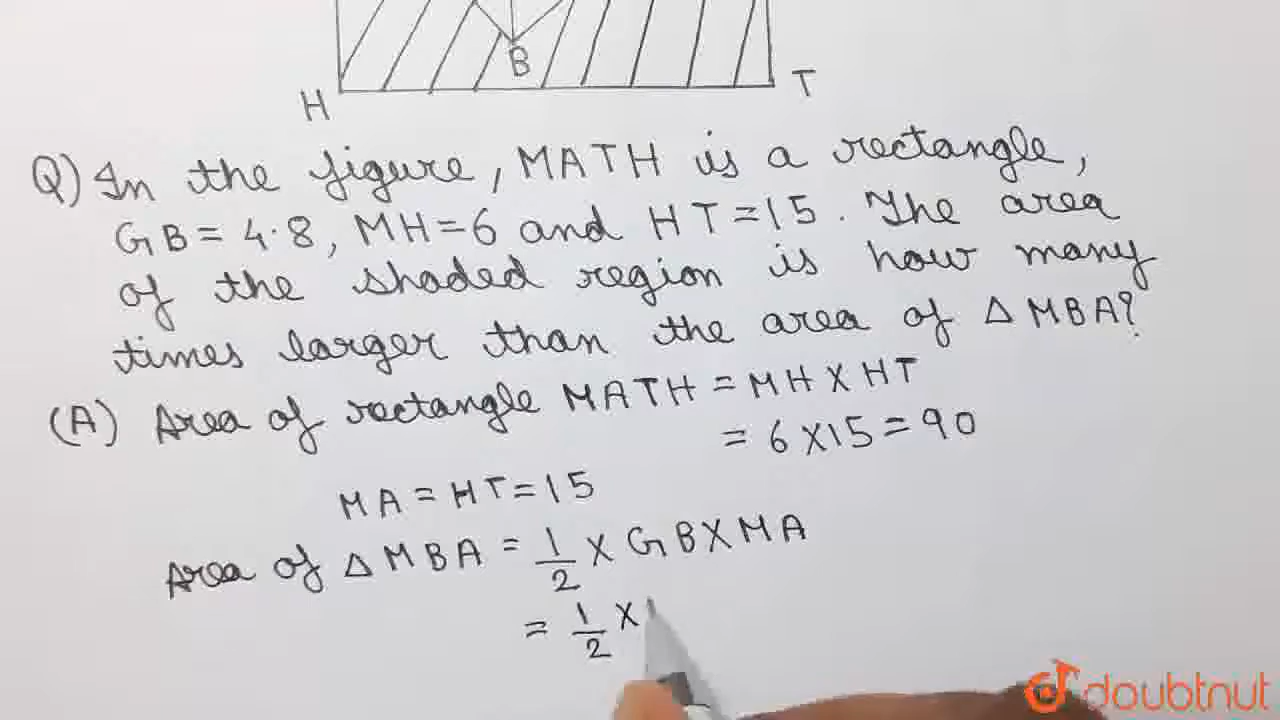 B
H
T
Q) In the figure, MATH is a rectangle,
GB = 4.8, MH = 6 and HT = 15. The area
of the shaded region is how many
times larger than the area of △ MBA?
(A) Area of rectangle MATH = MH X HT
= 6 X 15 = 90
MA = HT = 15
Area of △ MBA = 1/2 X GB X MA
= 1/2 X
doubtnut